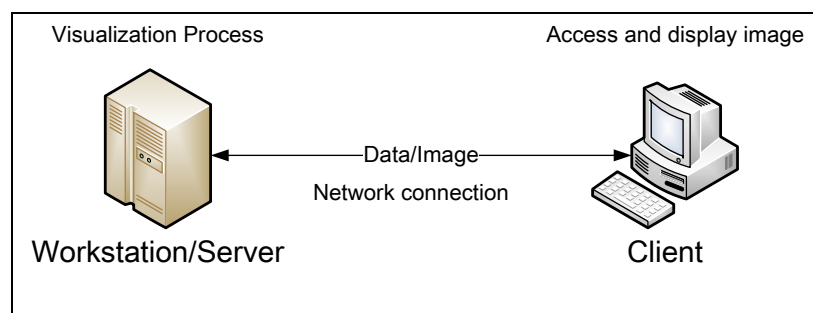 Visualization Process
Access and display image
Data/Image
Network connection
Workstation/Server
Client